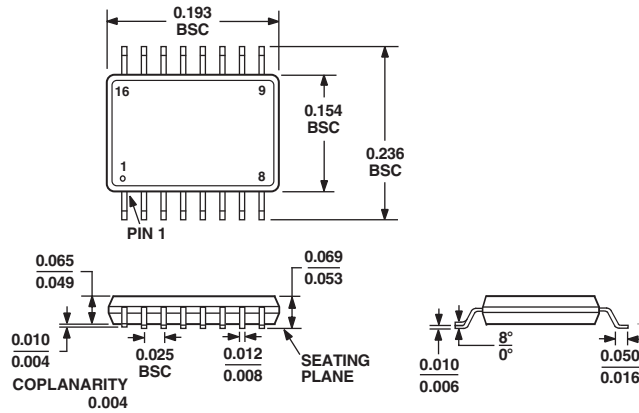 0.193
BSC
16
9
0.154
BSC
0.236
BSC
1
8
PIN 1
0.065
0.049
0.069
0.053
0.010
0.004
0.025
BSC
0.012
0.008
SEATING
PLANE
COPLANARITY
0.004
0.010
0.006
8°
0°
0.050
0.016